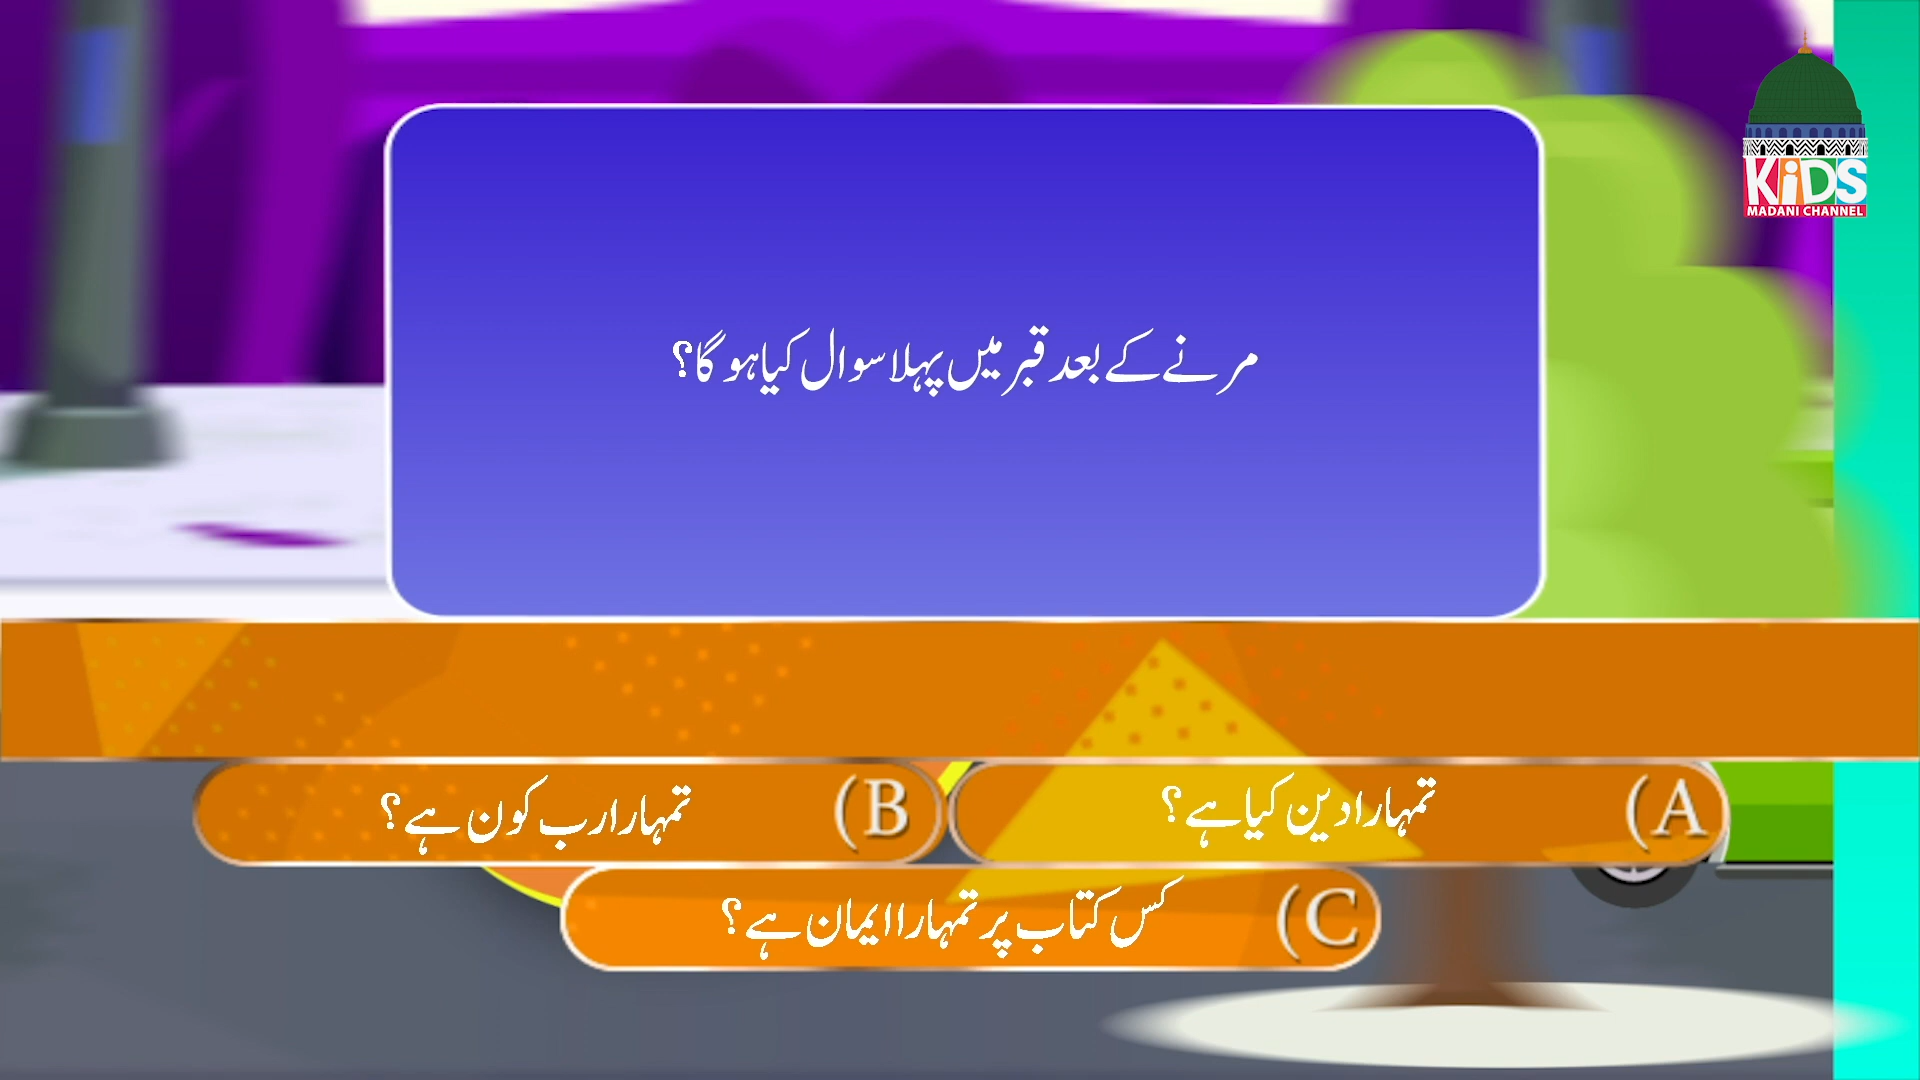 KiDS
MADANI CHANNEL
مرنے کے بعد قبر میں پہلا سوال کیا ہوگا؟
A) تمہارا دین کیا ہے؟
B) تمہارا رب کون ہے؟
C) کس کتاب پر تمہارا ایمان ہے؟